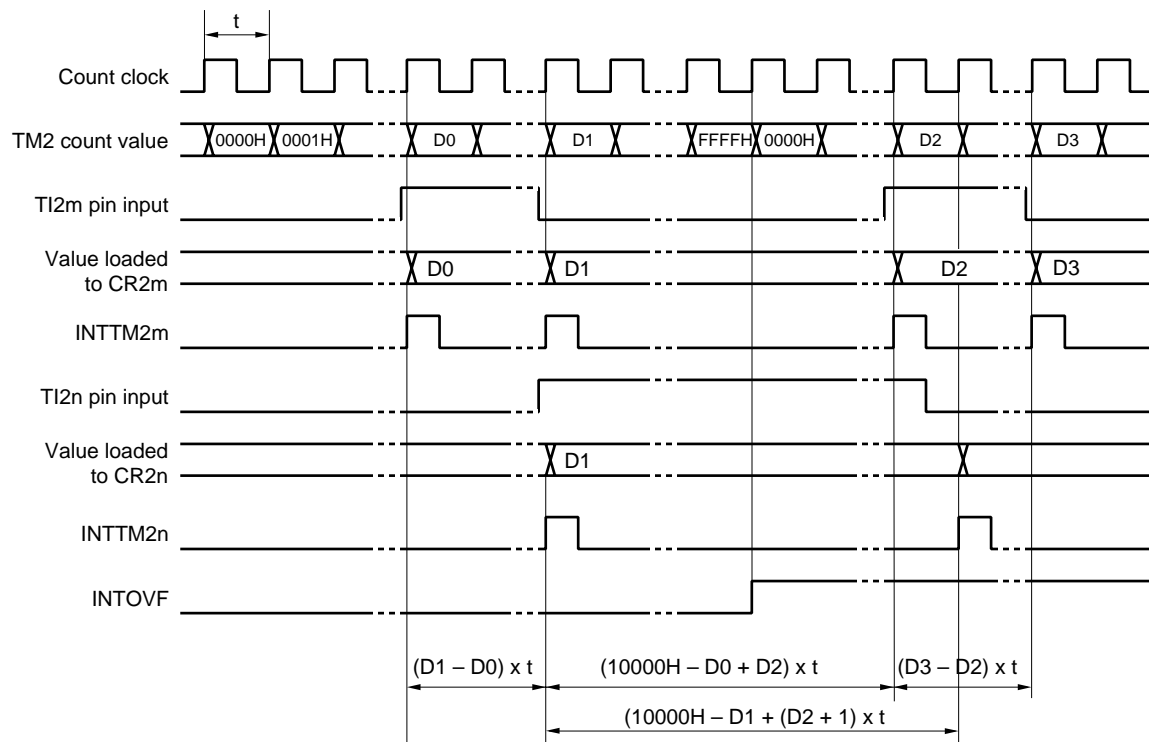 t
Count clock
TM2 count value
0000H 0001H D0 D1 FFFFH 0000H D2 D3
TI2m pin input
Value loaded
to CR2m
D0 D1 D2 D3
INTTM2m
TI2n pin input
Value loaded
to CR2n
D1
INTTM2n
INTOVF
(D1 – D0) x t (10000H – D0 + D2) x t (D3 – D2) x t
(10000H – D1 + (D2 + 1) x t